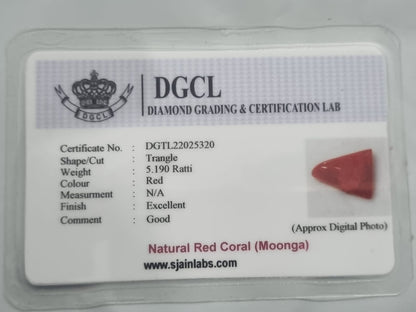 DGCL
DGCL
DIAMOND GRADING & CERTIFICATION LAB
Certificate No. : DGTL22025320
Shape/Cut : Trangle
Weight : 5.190 Ratti
Colour : Red
Measurment : N/A
Finish : Excellent
Comment : Good
(Approx Digital Photo)
Natural Red Coral (Moonga)
www.sjainlabs.com